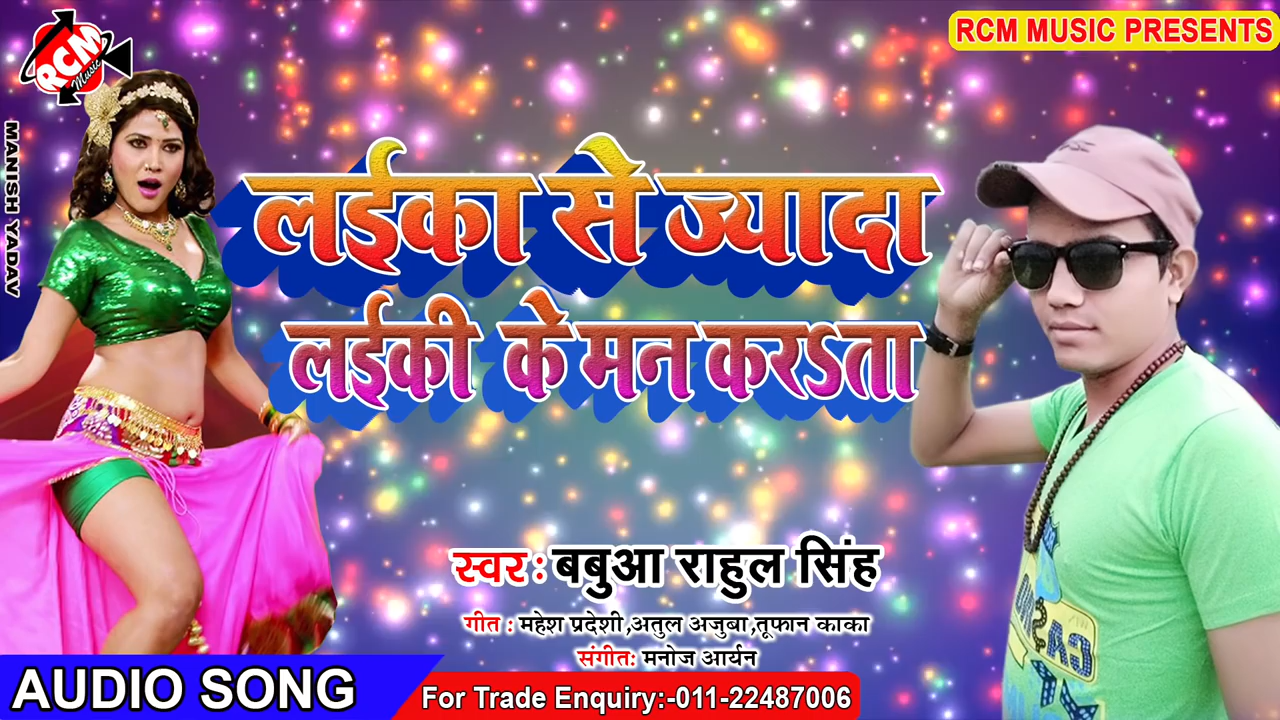 RCM
Music
RCM MUSIC PRESENTS
MANISH YADAV
लईका से ज्यादा
लईकी के मन करऽता
स्वर : बबुआ राहुल सिंह
गीत : महेश प्रदेशी,अतुल अजुबा,तूफान काका
संगीत: मनोज आर्यन
AUDIO SONG
For Trade Enquiry:-011-22487006